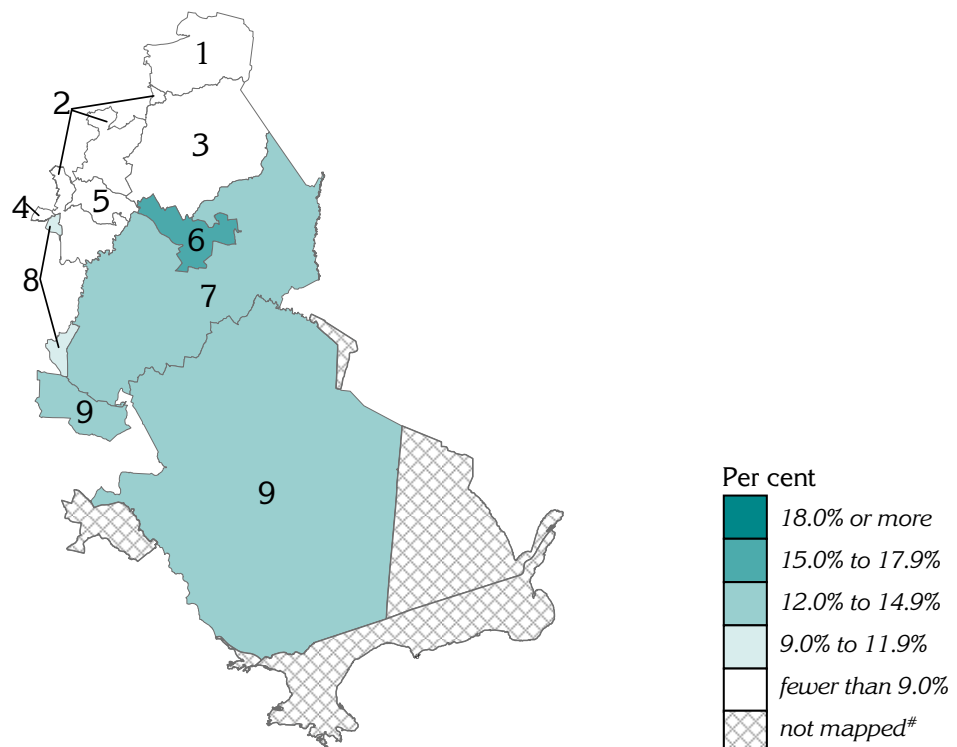 1
2
3
4
5
6
7
8
9
9
Per cent
18.0% or more
15.0% to 17.9%
12.0% to 14.9%
9.0% to 11.9%
fewer than 9.0%
not mapped#